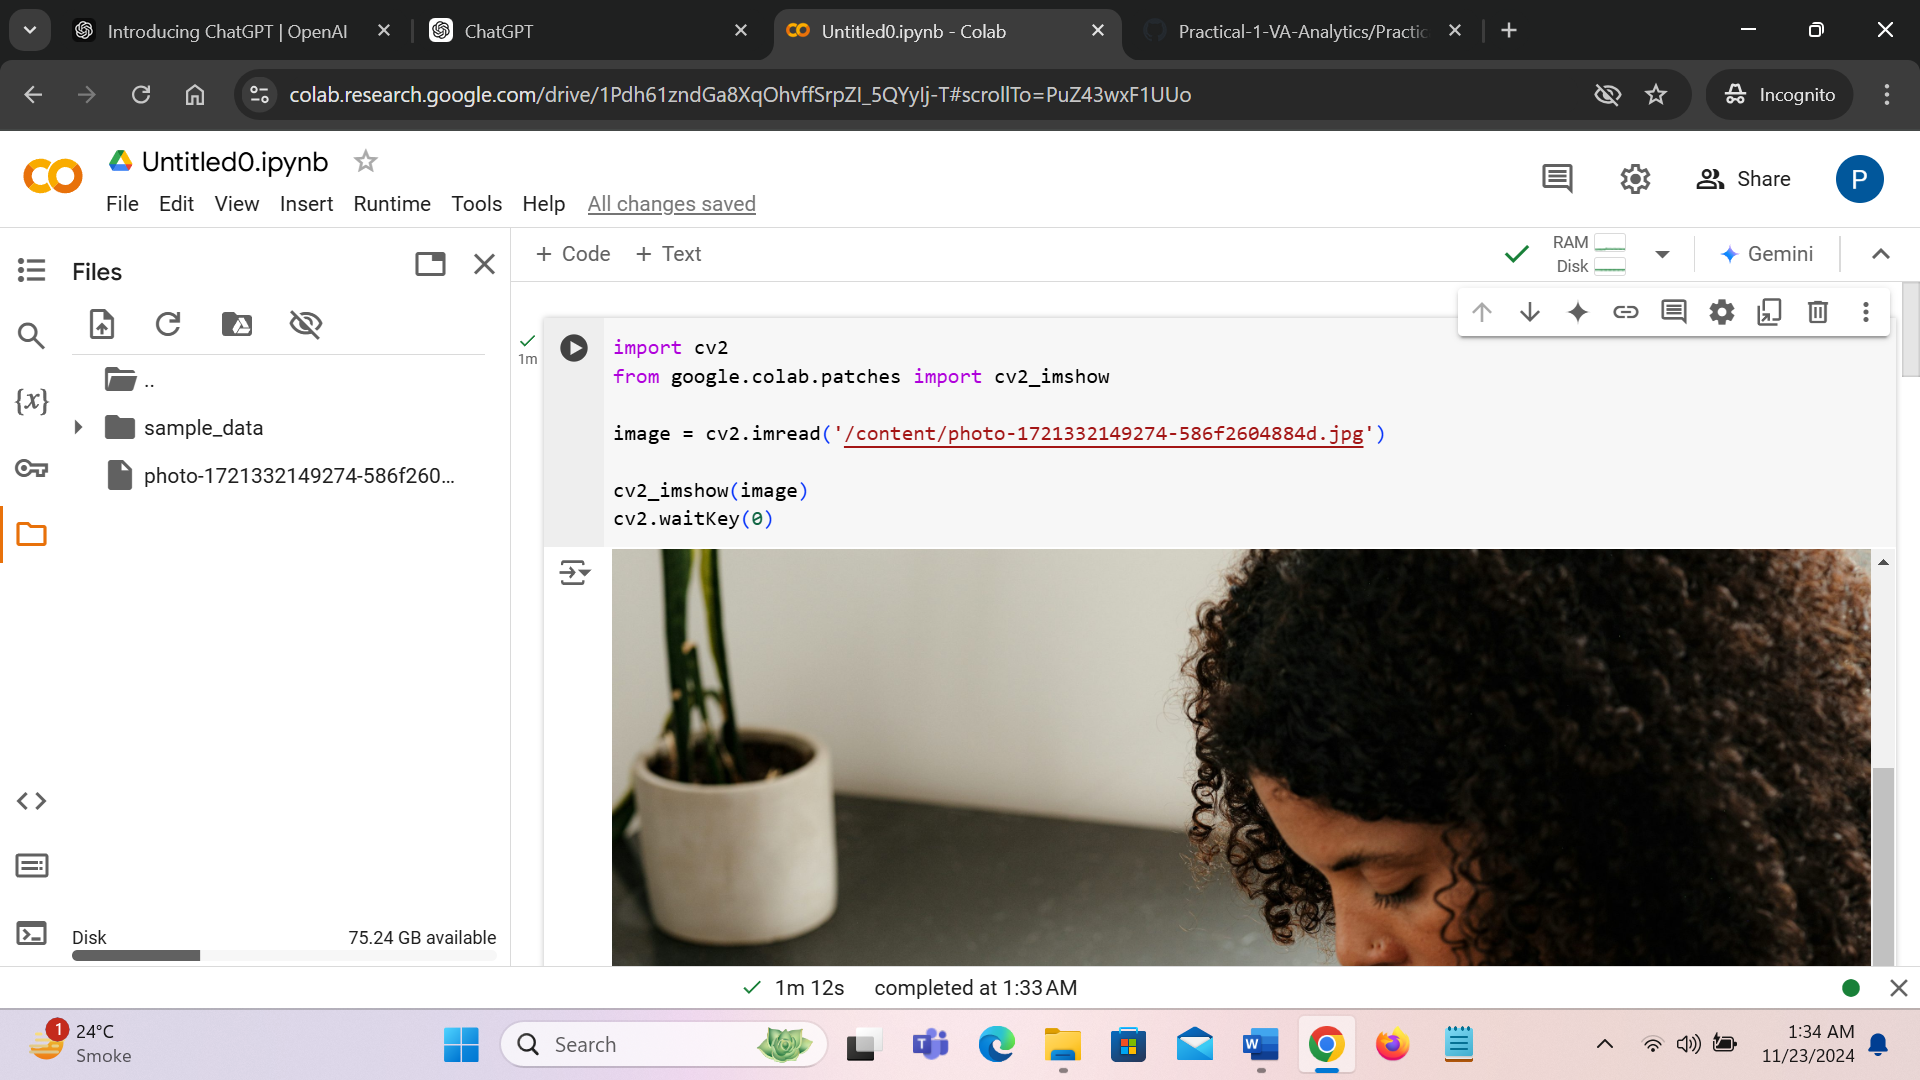 Introducing ChatGPT | OpenAI
ChatGPT
Untitled0.ipynb - Colab
Practical-1-VA-Analytics/Practic
colab.research.google.com/drive/1Pdh61zndGa8XqOhvffSrpZI_5QYyIj-T#scrollTo=PuZ43wxF1UUo
Incognito
Untitled0.ipynb
File Edit View Insert Runtime Tools Help All changes saved
Share
P
Files
+ Code + Text
RAM
Disk
Gemini
..
sample_data
photo-1721332149274-586f260...
Disk 75.24 GB available
1m
import cv2
from google.colab.patches import cv2_imshow
image = cv2.imread('/content/photo-1721332149274-586f2604884d.jpg')
cv2_imshow(image)
cv2.waitKey(0)
1m 12s completed at 1:33 AM
1
24°C
Smoke
Search
1:34 AM
11/23/2024